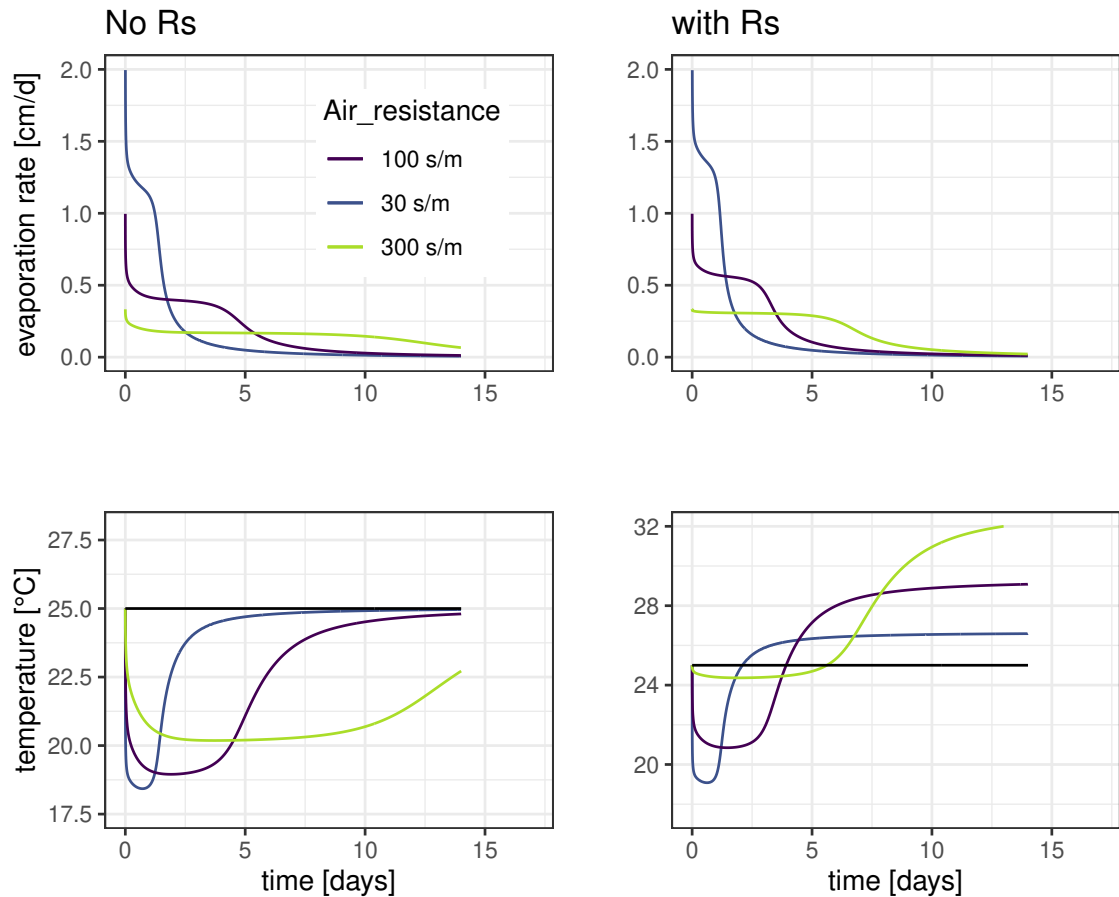 No Rs
with Rs
evaporation rate [cm/d]
2.0
1.5
1.0
0.5
0.0
Air_resistance
100 s/m
30 s/m
300 s/m
0 5 10 15
2.0
1.5
1.0
0.5
0.0
0 5 10 15
temperature [°C]
27.5
25.0
22.5
20.0
17.5
0 5 10 15
time [days]
32
28
24
20
0 5 10 15
time [days]